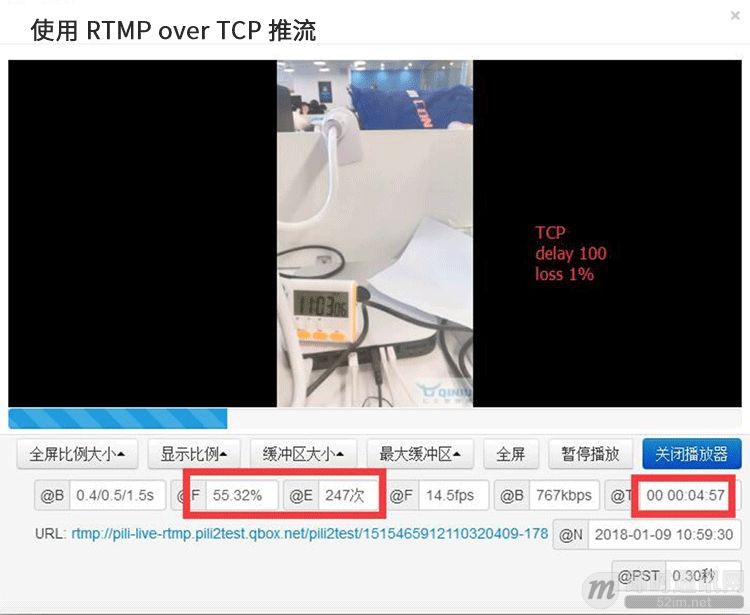 ×
使用 RTMP over TCP 推流
TCP
delay 100
loss 1%
QINIU
全屏比例大小 显示比例 缓冲区大小 最大缓冲区 全屏 暂停播放 关闭播放器
@B 0.4/0.5/1.5s @F 55.32% @E 247次 @F 14.5fps @B 767kbps @T 00 00:04:57
URL: rtmp://pili-live-rtmp.pili2test.qbox.net/pili2test/1515465912110320409-178 @N 2018-01-09 10:59:30
@PST 0.30秒
52im.net